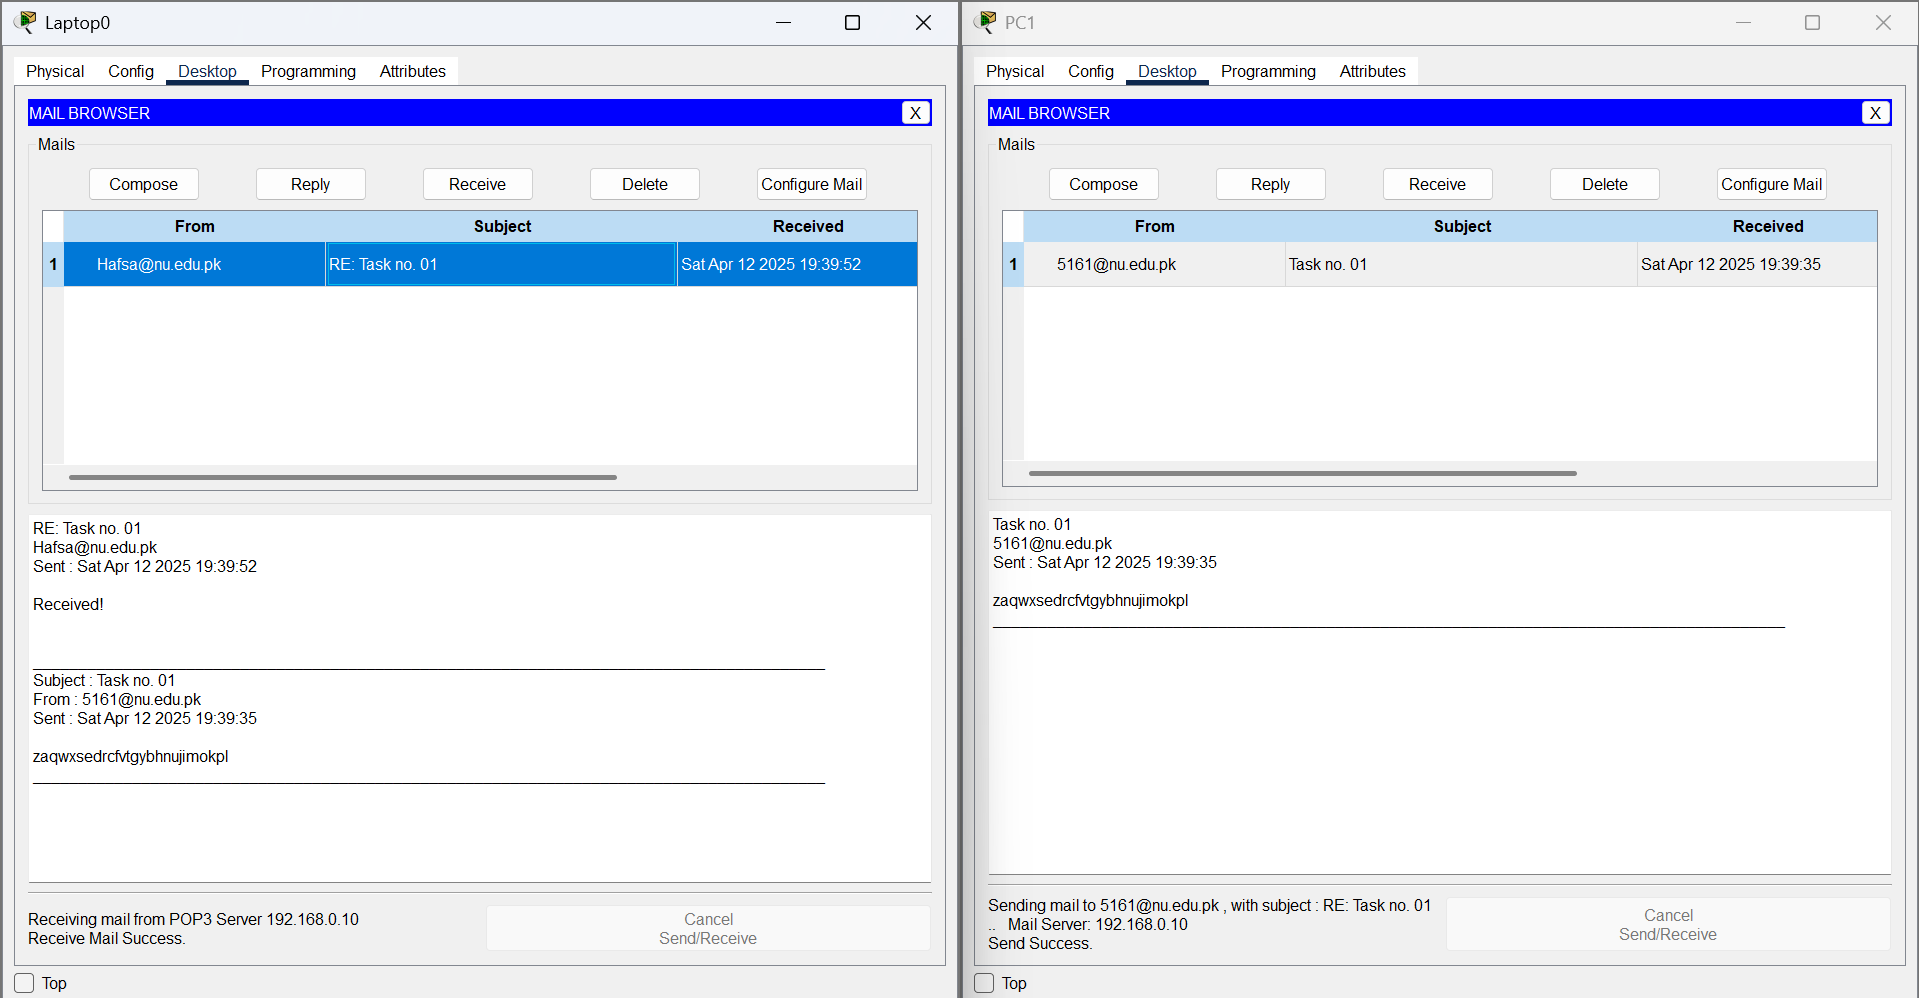 Laptop0
Physical Config Desktop Programming Attributes
MAIL BROWSER X
Mails
Compose Reply Receive Delete Configure Mail
From Subject Received
1 Hafsa@nu.edu.pk RE: Task no. 01 Sat Apr 12 2025 19:39:52
RE: Task no. 01
Hafsa@nu.edu.pk
Sent : Sat Apr 12 2025 19:39:52
Received!
Subject : Task no. 01
From : 5161@nu.edu.pk
Sent : Sat Apr 12 2025 19:39:35
zaqwxsedrcfvtgybhnujimokpl
Receiving mail from POP3 Server 192.168.0.10
Receive Mail Success.
Cancel
Send/Receive
Top
PC1
Physical Config Desktop Programming Attributes
MAIL BROWSER X
Mails
Compose Reply Receive Delete Configure Mail
From Subject Received
1 5161@nu.edu.pk Task no. 01 Sat Apr 12 2025 19:39:35
Task no. 01
5161@nu.edu.pk
Sent : Sat Apr 12 2025 19:39:35
zaqwxsedrcfvtgybhnujimokpl
Sending mail to 5161@nu.edu.pk , with subject : RE: Task no. 01
.. Mail Server: 192.168.0.10
Send Success.
Cancel
Send/Receive
Top